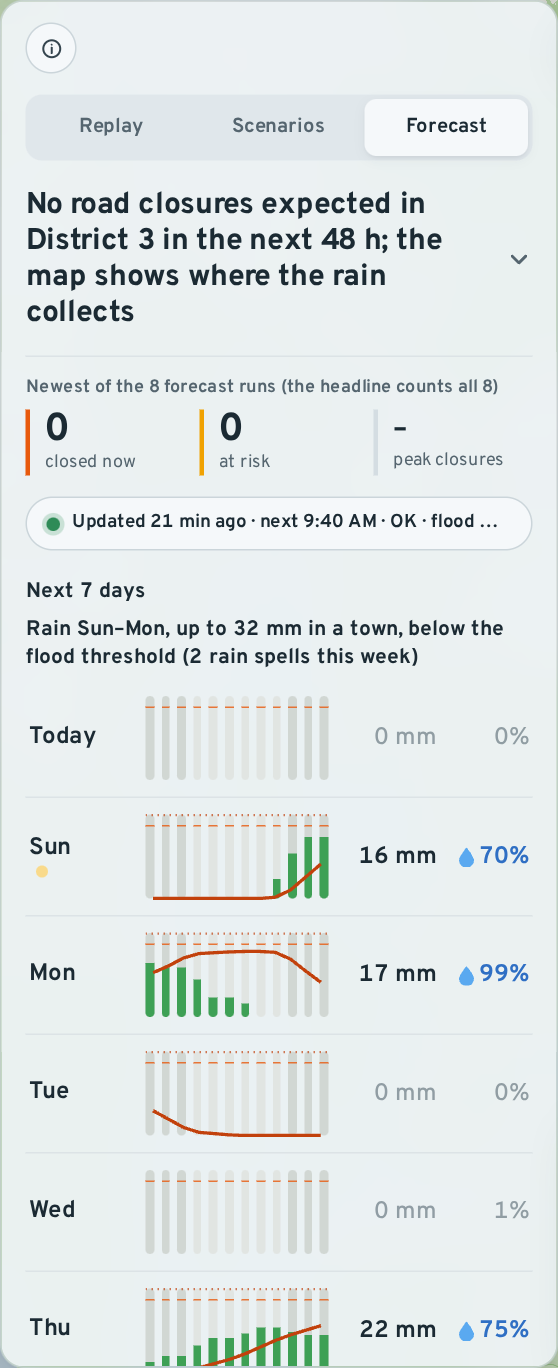 Replay Scenarios Forecast
No road closures expected in
District 3 in the next 48 h; the
map shows where the rain
collects
Newest of the 8 forecast runs (the headline counts all 8)
0 0 –
closed now at risk peak closures
Updated 21 min ago · next 9:40 AM · OK · flood …
Next 7 days
Rain Sun–Mon, up to 32 mm in a town, below the
flood threshold (2 rain spells this week)
Today 0 mm 0%
Sun 16 mm 70%
Mon 17 mm 99%
Tue 0 mm 0%
Wed 0 mm 1%
Thu 22 mm 75%